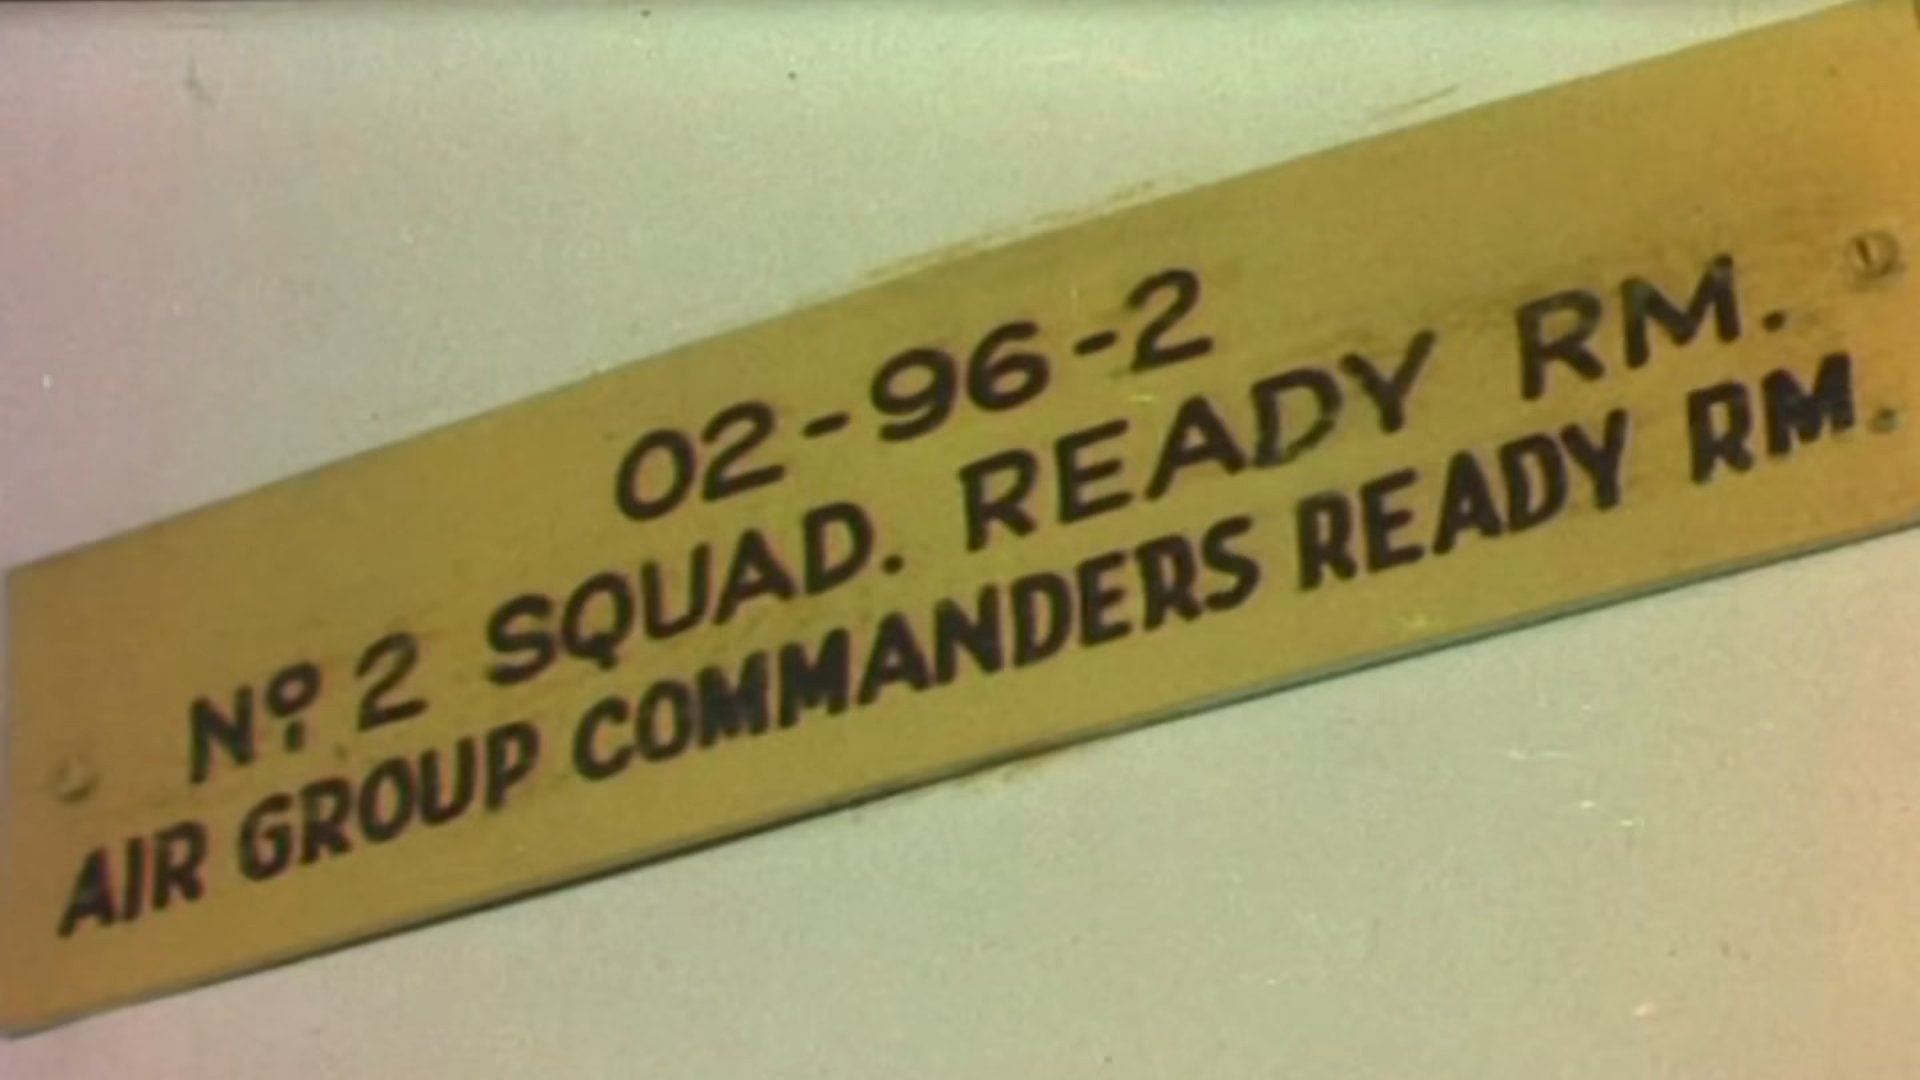 02-96-2
Nº 2 SQUAD. READY RM.
AIR GROUP COMMANDERS READY RM.